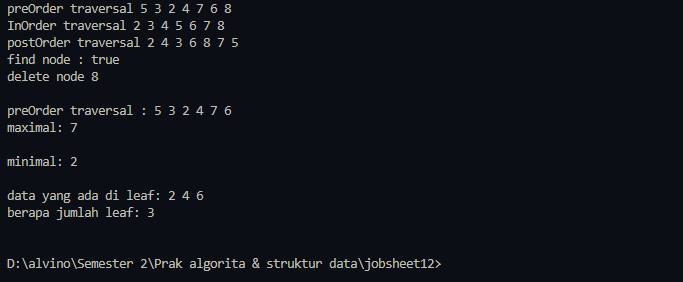 preOrder traversal 5 3 2 4 7 6 8
InOrder traversal 2 3 4 5 6 7 8
postOrder traversal 2 4 3 6 8 7 5
find node : true
delete node 8
preOrder traversal : 5 3 2 4 7 6
maximal: 7
minimal: 2
data yang ada di leaf: 2 4 6
berapa jumlah leaf: 3
D:\alvino\Semester 2\Prak algorita & struktur data\jobsheet12>